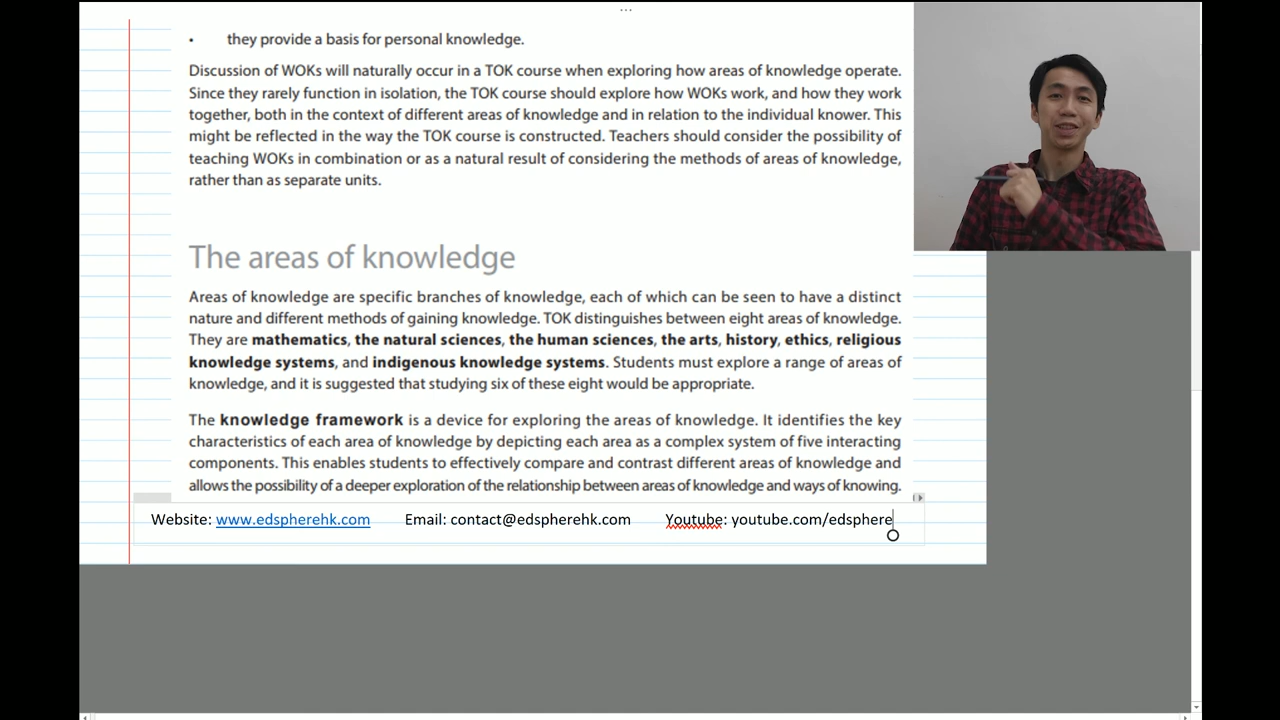 ...
• they provide a basis for personal knowledge.
Discussion of WOKs will naturally occur in a TOK course when exploring how areas of knowledge operate.
Since they rarely function in isolation, the TOK course should explore how WOKs work, and how they work
together, both in the context of different areas of knowledge and in relation to the individual knower. This
might be reflected in the way the TOK course is constructed. Teachers should consider the possibility of
teaching WOKs in combination or as a natural result of considering the methods of areas of knowledge,
rather than as separate units.
The areas of knowledge
Areas of knowledge are specific branches of knowledge, each of which can be seen to have a distinct
nature and different methods of gaining knowledge. TOK distinguishes between eight areas of knowledge.
They are mathematics, the natural sciences, the human sciences, the arts, history, ethics, religious
knowledge systems, and indigenous knowledge systems. Students must explore a range of areas of
knowledge, and it is suggested that studying six of these eight would be appropriate.
The knowledge framework is a device for exploring the areas of knowledge. It identifies the key
characteristics of each area of knowledge by depicting each area as a complex system of five interacting
components. This enables students to effectively compare and contrast different areas of knowledge and
allows the possibility of a deeper exploration of the relationship between areas of knowledge and ways of knowing.
Website: www.edspherehk.com Email: contact@edspherehk.com Youtube: youtube.com/edsphere